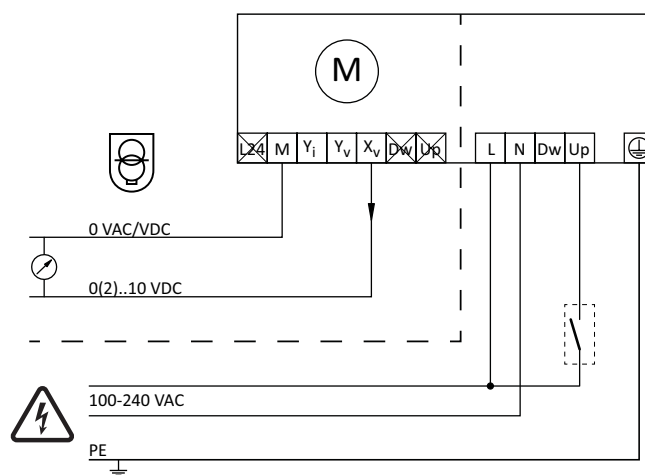 M
L24 M Yi Yv Xv Dw Up L N Dw Up
0 VAC/VDC
0(2)..10 VDC
100-240 VAC
PE